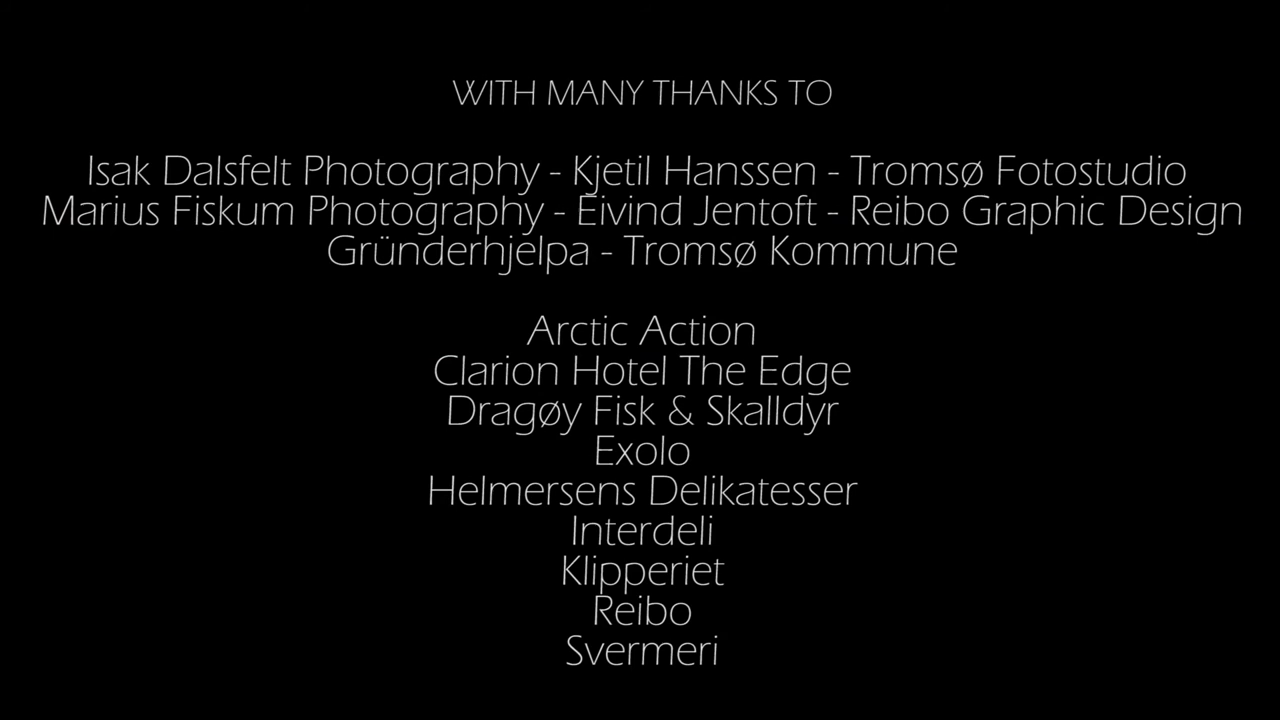 WITH MANY THANKS TO
Isak Dalsfelt Photography - Kjetil Hanssen - Tromsø Fotostudio
Marius Fiskum Photography - Eivind Jentoft - Reibo Graphic Design
Gründerhjelpa - Tromsø Kommune
Arctic Action
Clarion Hotel The Edge
Dragøy Fisk & Skalldyr
Exolo
Helmersens Delikatesser
Interdeli
Klipperiet
Reibo
Svermeri